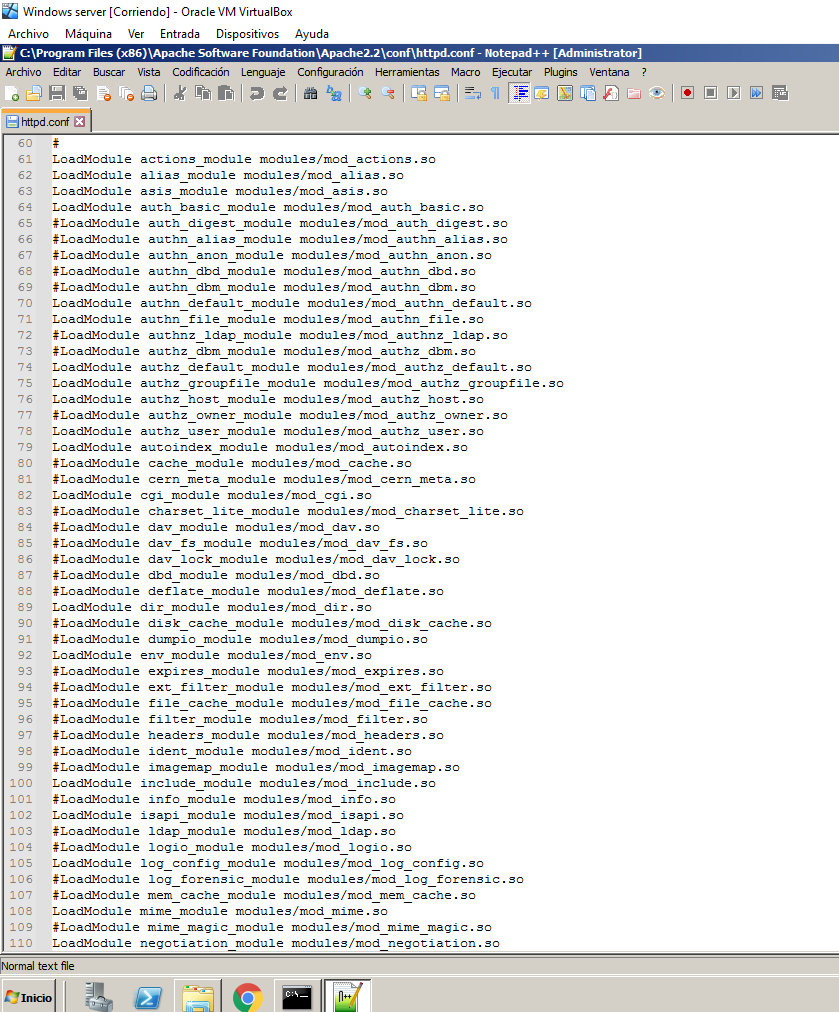 Windows server [Corriendo] - Oracle VM VirtualBox
Archivo Máquina Ver Entrada Dispositivos Ayuda
C:\Program Files (x86)\Apache Software Foundation\Apache2.2\conf\httpd.conf - Notepad++ [Administrator]
Archivo Editar Buscar Vista Codificación Lenguaje Configuración Herramientas Macro Ejecutar Plugins Ventana ?
httpd.conf
60 #
61 LoadModule actions_module modules/mod_actions.so
62 LoadModule alias_module modules/mod_alias.so
63 LoadModule asis_module modules/mod_asis.so
64 LoadModule auth_basic_module modules/mod_auth_basic.so
65 #LoadModule auth_digest_module modules/mod_auth_digest.so
66 #LoadModule authn_alias_module modules/mod_authn_alias.so
67 #LoadModule authn_anon_module modules/mod_authn_anon.so
68 #LoadModule authn_dbd_module modules/mod_authn_dbd.so
69 #LoadModule authn_dbm_module modules/mod_authn_dbm.so
70 LoadModule authn_default_module modules/mod_authn_default.so
71 LoadModule authn_file_module modules/mod_authn_file.so
72 #LoadModule authnz_ldap_module modules/mod_authnz_ldap.so
73 #LoadModule authz_dbm_module modules/mod_authz_dbm.so
74 LoadModule authz_default_module modules/mod_authz_default.so
75 LoadModule authz_groupfile_module modules/mod_authz_groupfile.so
76 LoadModule authz_host_module modules/mod_authz_host.so
77 #LoadModule authz_owner_module modules/mod_authz_owner.so
78 LoadModule authz_user_module modules/mod_authz_user.so
79 LoadModule autoindex_module modules/mod_autoindex.so
80 #LoadModule cache_module modules/mod_cache.so
81 #LoadModule cern_meta_module modules/mod_cern_meta.so
82 LoadModule cgi_module modules/mod_cgi.so
83 #LoadModule charset_lite_module modules/mod_charset_lite.so
84 #LoadModule dav_module modules/mod_dav.so
85 #LoadModule dav_fs_module modules/mod_dav_fs.so
86 #LoadModule dav_lock_module modules/mod_dav_lock.so
87 #LoadModule dbd_module modules/mod_dbd.so
88 #LoadModule deflate_module modules/mod_deflate.so
89 LoadModule dir_module modules/mod_dir.so
90 #LoadModule disk_cache_module modules/mod_disk_cache.so
91 #LoadModule dumpio_module modules/mod_dumpio.so
92 LoadModule env_module modules/mod_env.so
93 #LoadModule expires_module modules/mod_expires.so
94 #LoadModule ext_filter_module modules/mod_ext_filter.so
95 #LoadModule file_cache_module modules/mod_file_cache.so
96 #LoadModule filter_module modules/mod_filter.so
97 #LoadModule headers_module modules/mod_headers.so
98 #LoadModule ident_module modules/mod_ident.so
99 #LoadModule imagemap_module modules/mod_imagemap.so
100 LoadModule include_module modules/mod_include.so
101 #LoadModule info_module modules/mod_info.so
102 LoadModule isapi_module modules/mod_isapi.so
103 #LoadModule ldap_module modules/mod_ldap.so
104 #LoadModule logio_module modules/mod_logio.so
105 LoadModule log_config_module modules/mod_log_config.so
106 #LoadModule log_forensic_module modules/mod_log_forensic.so
107 #LoadModule mem_cache_module modules/mod_mem_cache.so
108 LoadModule mime_module modules/mod_mime.so
109 #LoadModule mime_magic_module modules/mod_mime_magic.so
110 LoadModule negotiation_module modules/mod_negotiation.so
Normal text file
Inicio